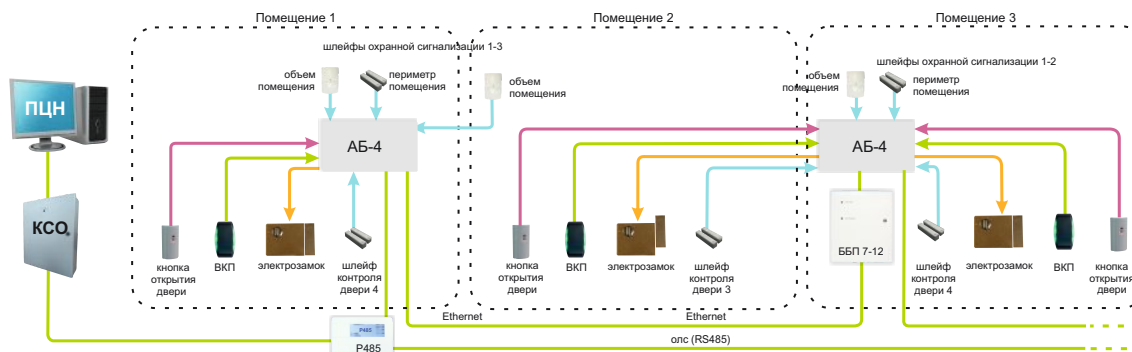 Помещение 1
Помещение 2
Помещение 3
шлейфы охранной сигнализации 1-3
объем
помещения
периметр
помещения
объем
помещения
шлейфы охранной сигнализации 1-2
объем
помещения
периметр
помещения
ПЦН
АБ-4
АБ-4
КСО
ББП 7-12
кнопка
открытия
двери
ВКП
электрозамок
шлейф
контроля
двери 4
кнопка
открытия
двери
ВКП
электрозамок
шлейф
контроля
двери 3
шлейф
контроля
двери 4
электрозамок
ВКП
кнопка
открытия
двери
Ethernet
Ethernet
P485
P485
олс (RS485)